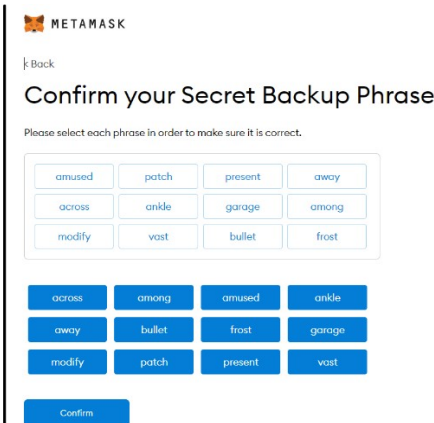 METAMASK
< Back
Confirm your Secret Backup Phrase
Please select each phrase in order to make sure it is correct.
amused patch present away
across ankle garage among
modify vast bullet frost
across among amused ankle
away bullet frost garage
modify patch present vast
Confirm